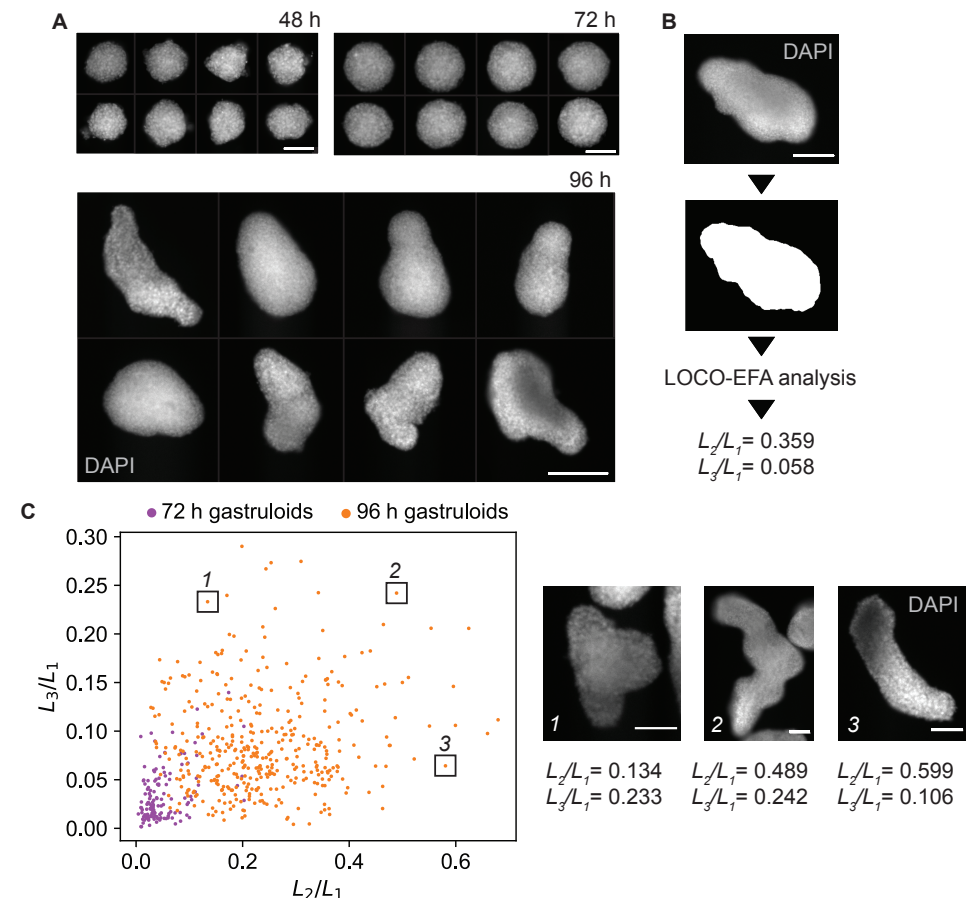 A
48 h
72 h
96 h
DAPI
B
DAPI
LOCO-EFA analysis
L2/L1= 0.359
L3/L1= 0.058
C
72 h gastruloids
96 h gastruloids
0.30
0.25
0.20
0.15
0.10
0.05
0.00
L3/L1
1
2
3
0.0
0.2
0.4
0.6
L2/L1
1
2
DAPI
3
L2/L1= 0.134
L3/L1= 0.233
L2/L1= 0.489
L3/L1= 0.242
L2/L1= 0.599
L3/L1= 0.106